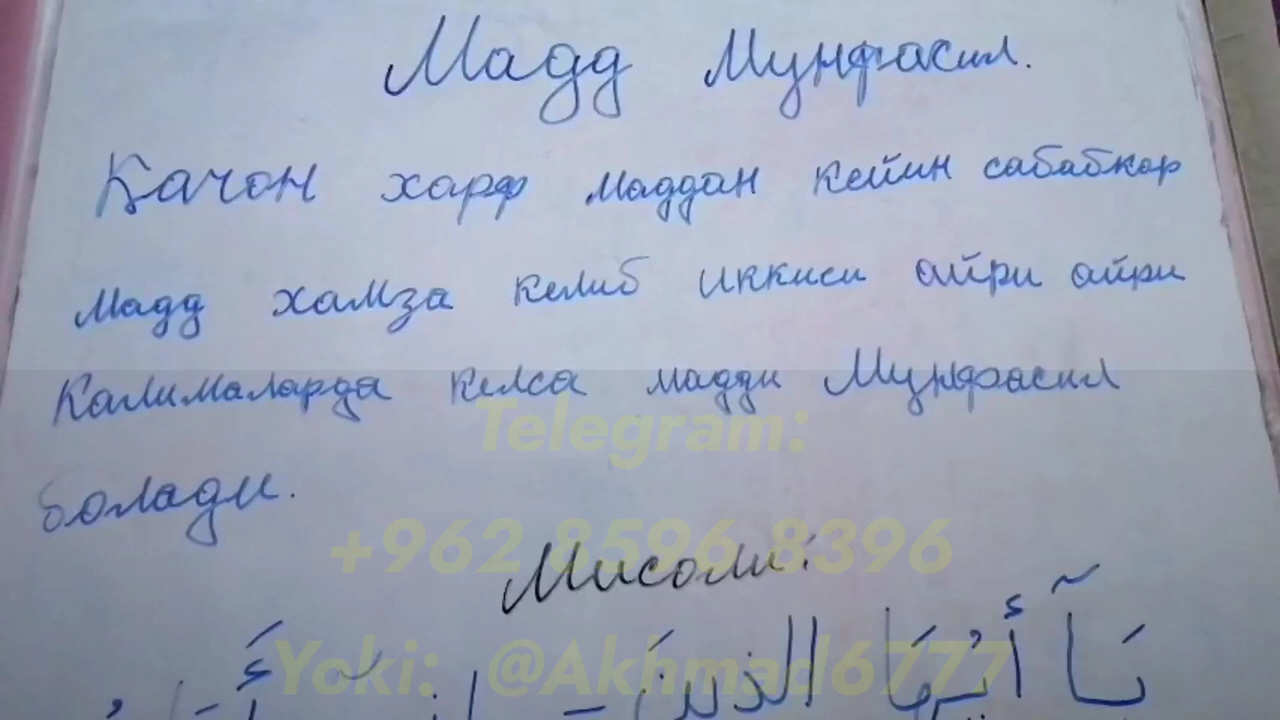 Мадд Мунфасил.
Қачон харф маддан кейин сабабкор
мадд хамза келиб иккиси айри айри
калималарда келса мадди Мунфасил
болади.
Telegram:
+962 8596 8396
Мисоли:
Yoki: @Akhmad6777
يَآ أَيُّهَا الذينَ